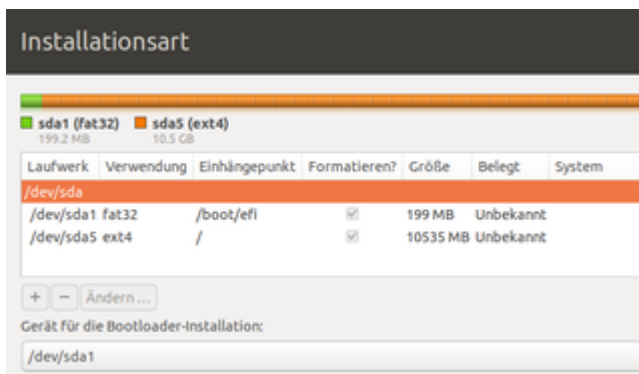 Installationsart
sda1 (fat32) sda5 (ext4)
199.2 MB 10.5 GB
Laufwerk Verwendung Einhängepunkt Formatieren? Größe Belegt System
/dev/sda
/dev/sda1 fat32 /boot/efi 199 MB Unbekannt
/dev/sda5 ext4 / 10535 MB Unbekannt
+ − Ändern ...
Gerät für die Bootloader-Installation:
/dev/sda1